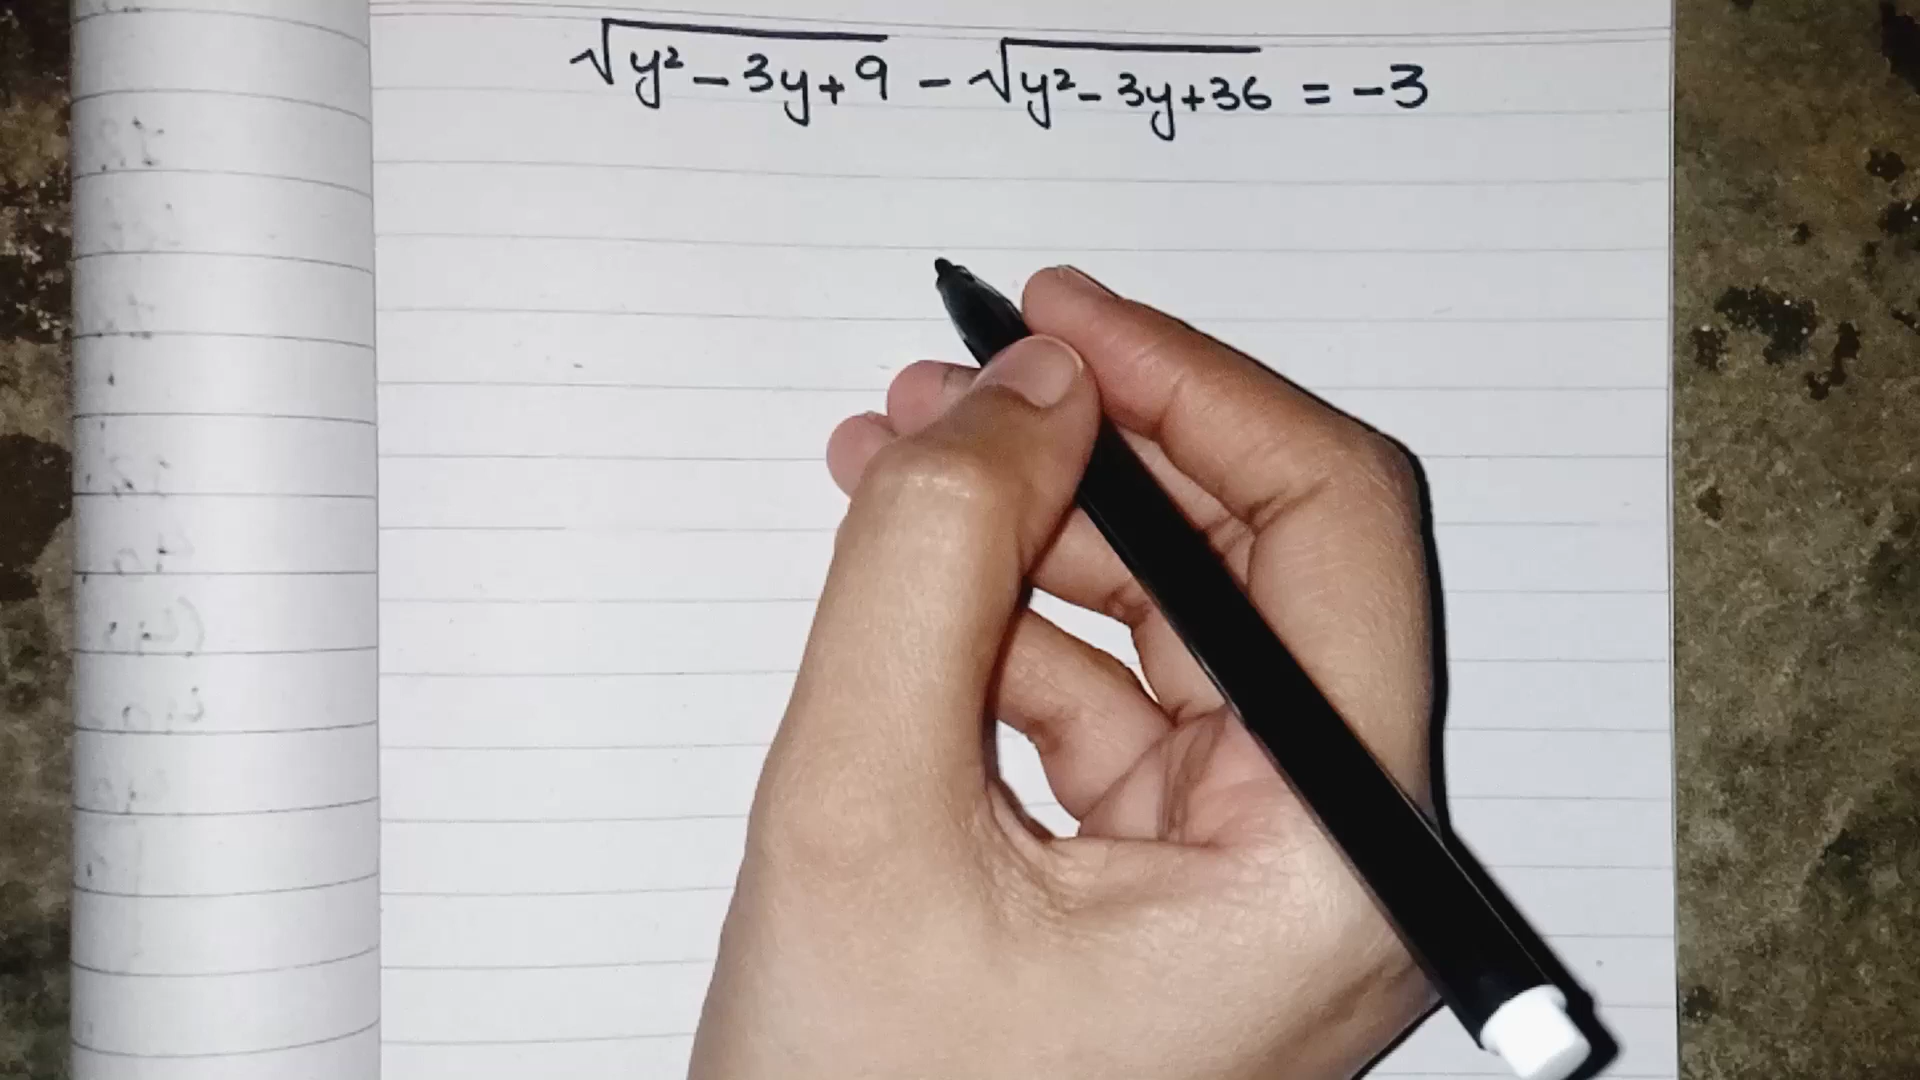 √y² - 3y + 9 - √y² - 3y + 36 = -3